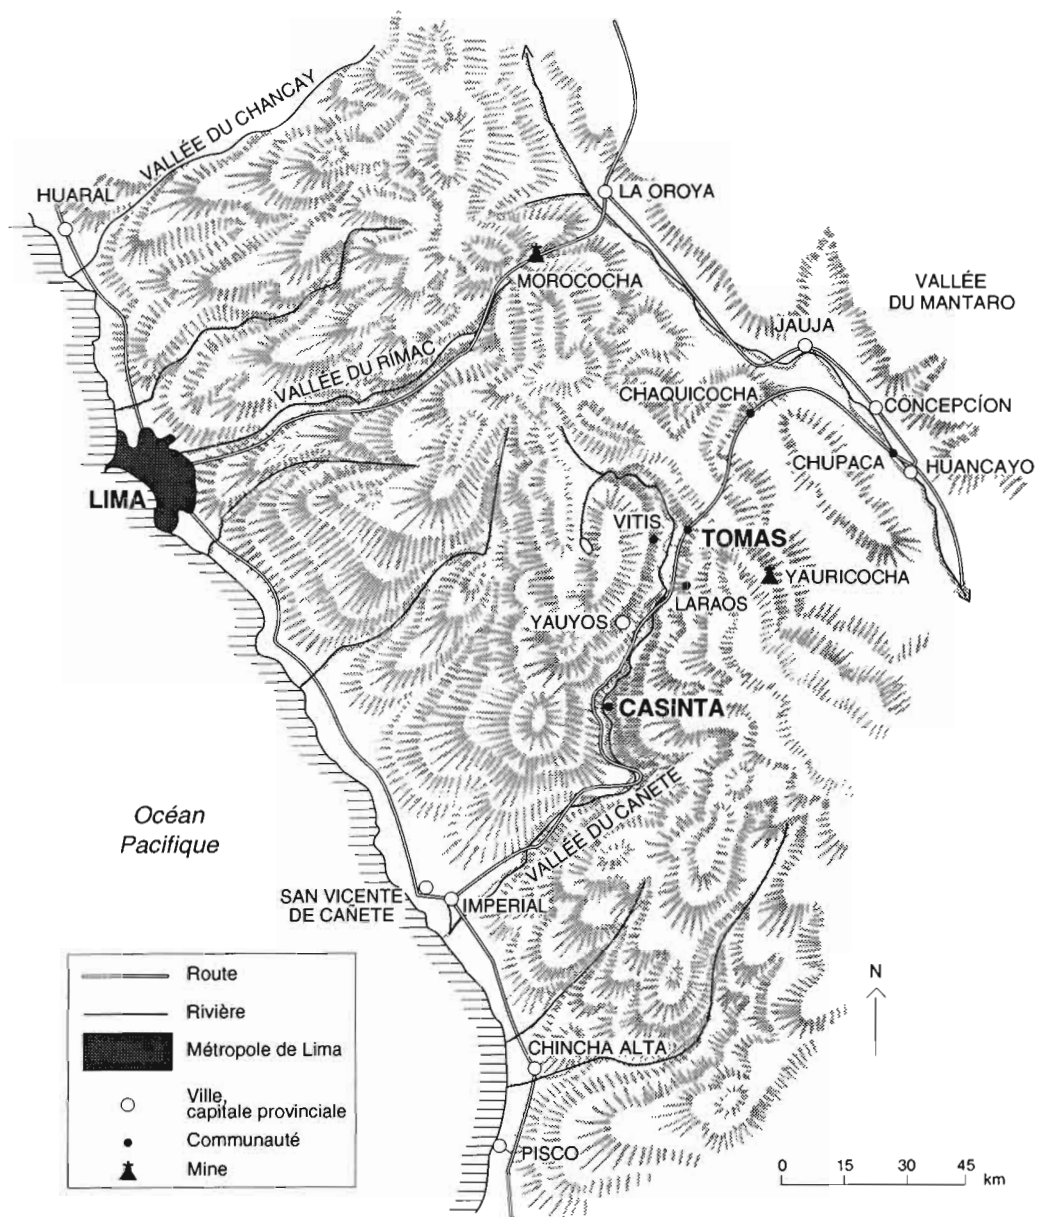 VALLÉE DU CHANCAY
HUARAL
LA OROYA
MOROCOCHA
VALLÉE
DU MANTARO
JAUJA
VALLÉE DU RIMAC
CHAQUICOCHA
CONCEPCÍON
CHUPACA
HUANCAYO
LIMA
VITIS
TOMAS
YAURICOCHA
LARAOS
YAUYOS
CASINTA
VALLÉE DU CAÑETE
Océan
Pacifique
SAN VICENTE
DE CAÑETE
IMPERIAL
N
CHINCHA ALTA
PISCO
Route
Rivière
Métropole de Lima
Ville,
capitale provinciale
Communauté
Mine
0 15 30 45
km